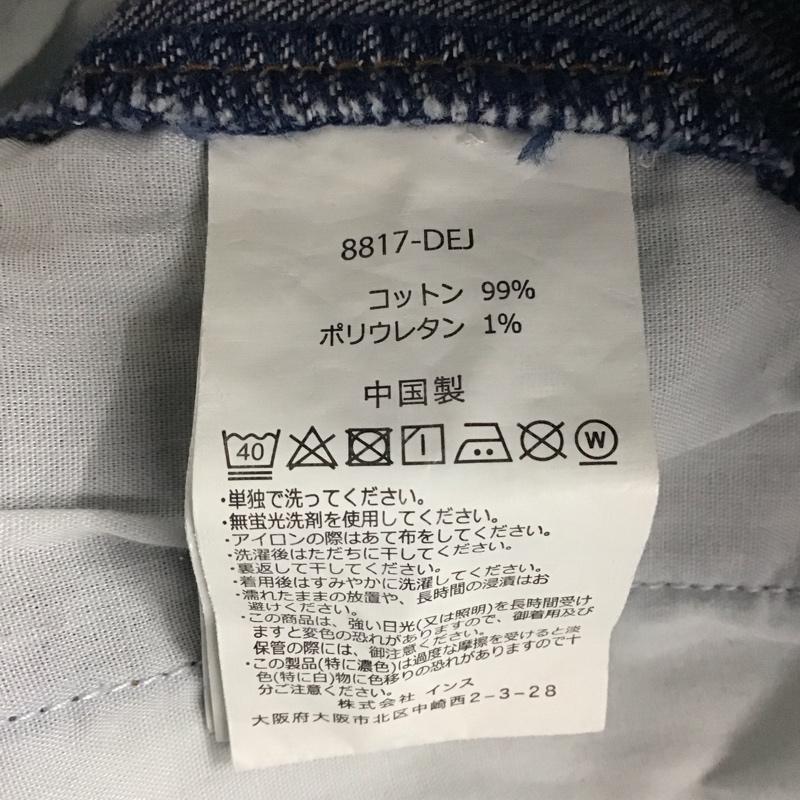 8817-DEJ
コットン 99%
ポリウレタン 1%
中国製
40
W
・単独で洗ってください。
・無蛍光洗剤を使用してください。
・アイロンの際はあて布をしてください。
・洗濯後はただちに干してください。
・裏返して干してください。
・着用後はすみやかに洗濯してください。
・濡れたままの放置や、長時間の浸漬はお
避けください。
・この商品は、強い日光(又は照明)を長時間受け
ますと変色の恐れがありますので、御着用及び
保管の際には、御注意ください。
・この製品(特に濃色)は過度な摩擦を受けると淡
色(特に白)物に色移りの恐れがありますので十
分ご注意ください。
株式会社 インス
大阪府大阪市北区中崎西2-3-28